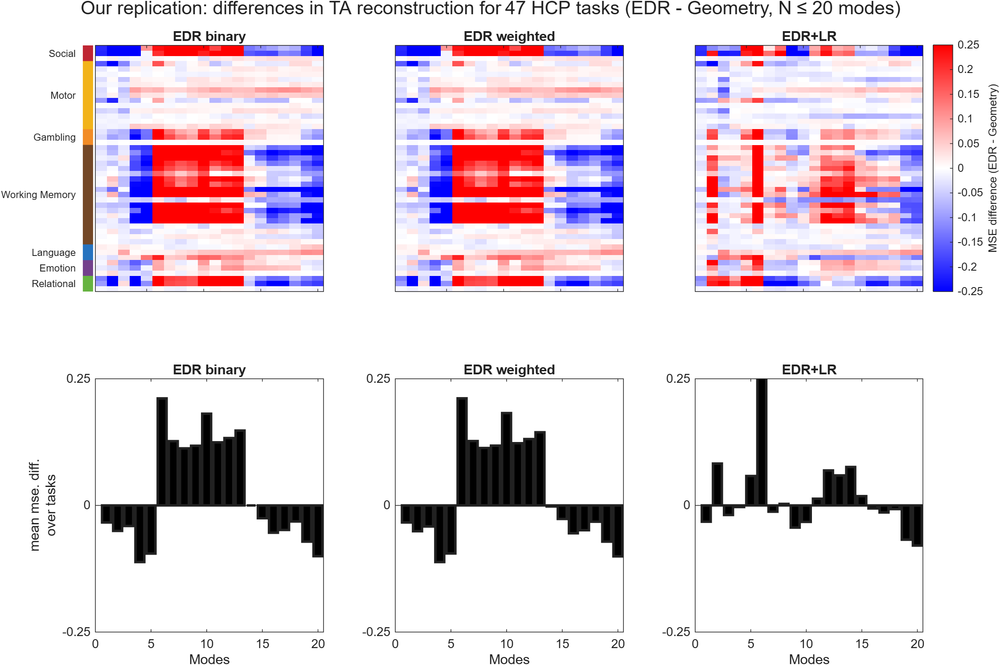 Our replication: differences in TA reconstruction for 47 HCP tasks (EDR - Geometry, N ≤ 20 modes)
EDR binary
EDR weighted
EDR+LR
Social
Motor
Gambling
Working Memory
Language
Emotion
Relational
0.25
0.2
0.15
0.1
0.05
0
-0.05
-0.1
-0.15
-0.2
-0.25
MSE difference (EDR - Geometry)
EDR binary
EDR weighted
EDR+LR
mean mse. diff.
over tasks
0.25
0
-0.25
0 5 10 15 20
Modes
0.25
0
-0.25
0 5 10 15 20
Modes
0.25
0
-0.25
0 5 10 15 20
Modes